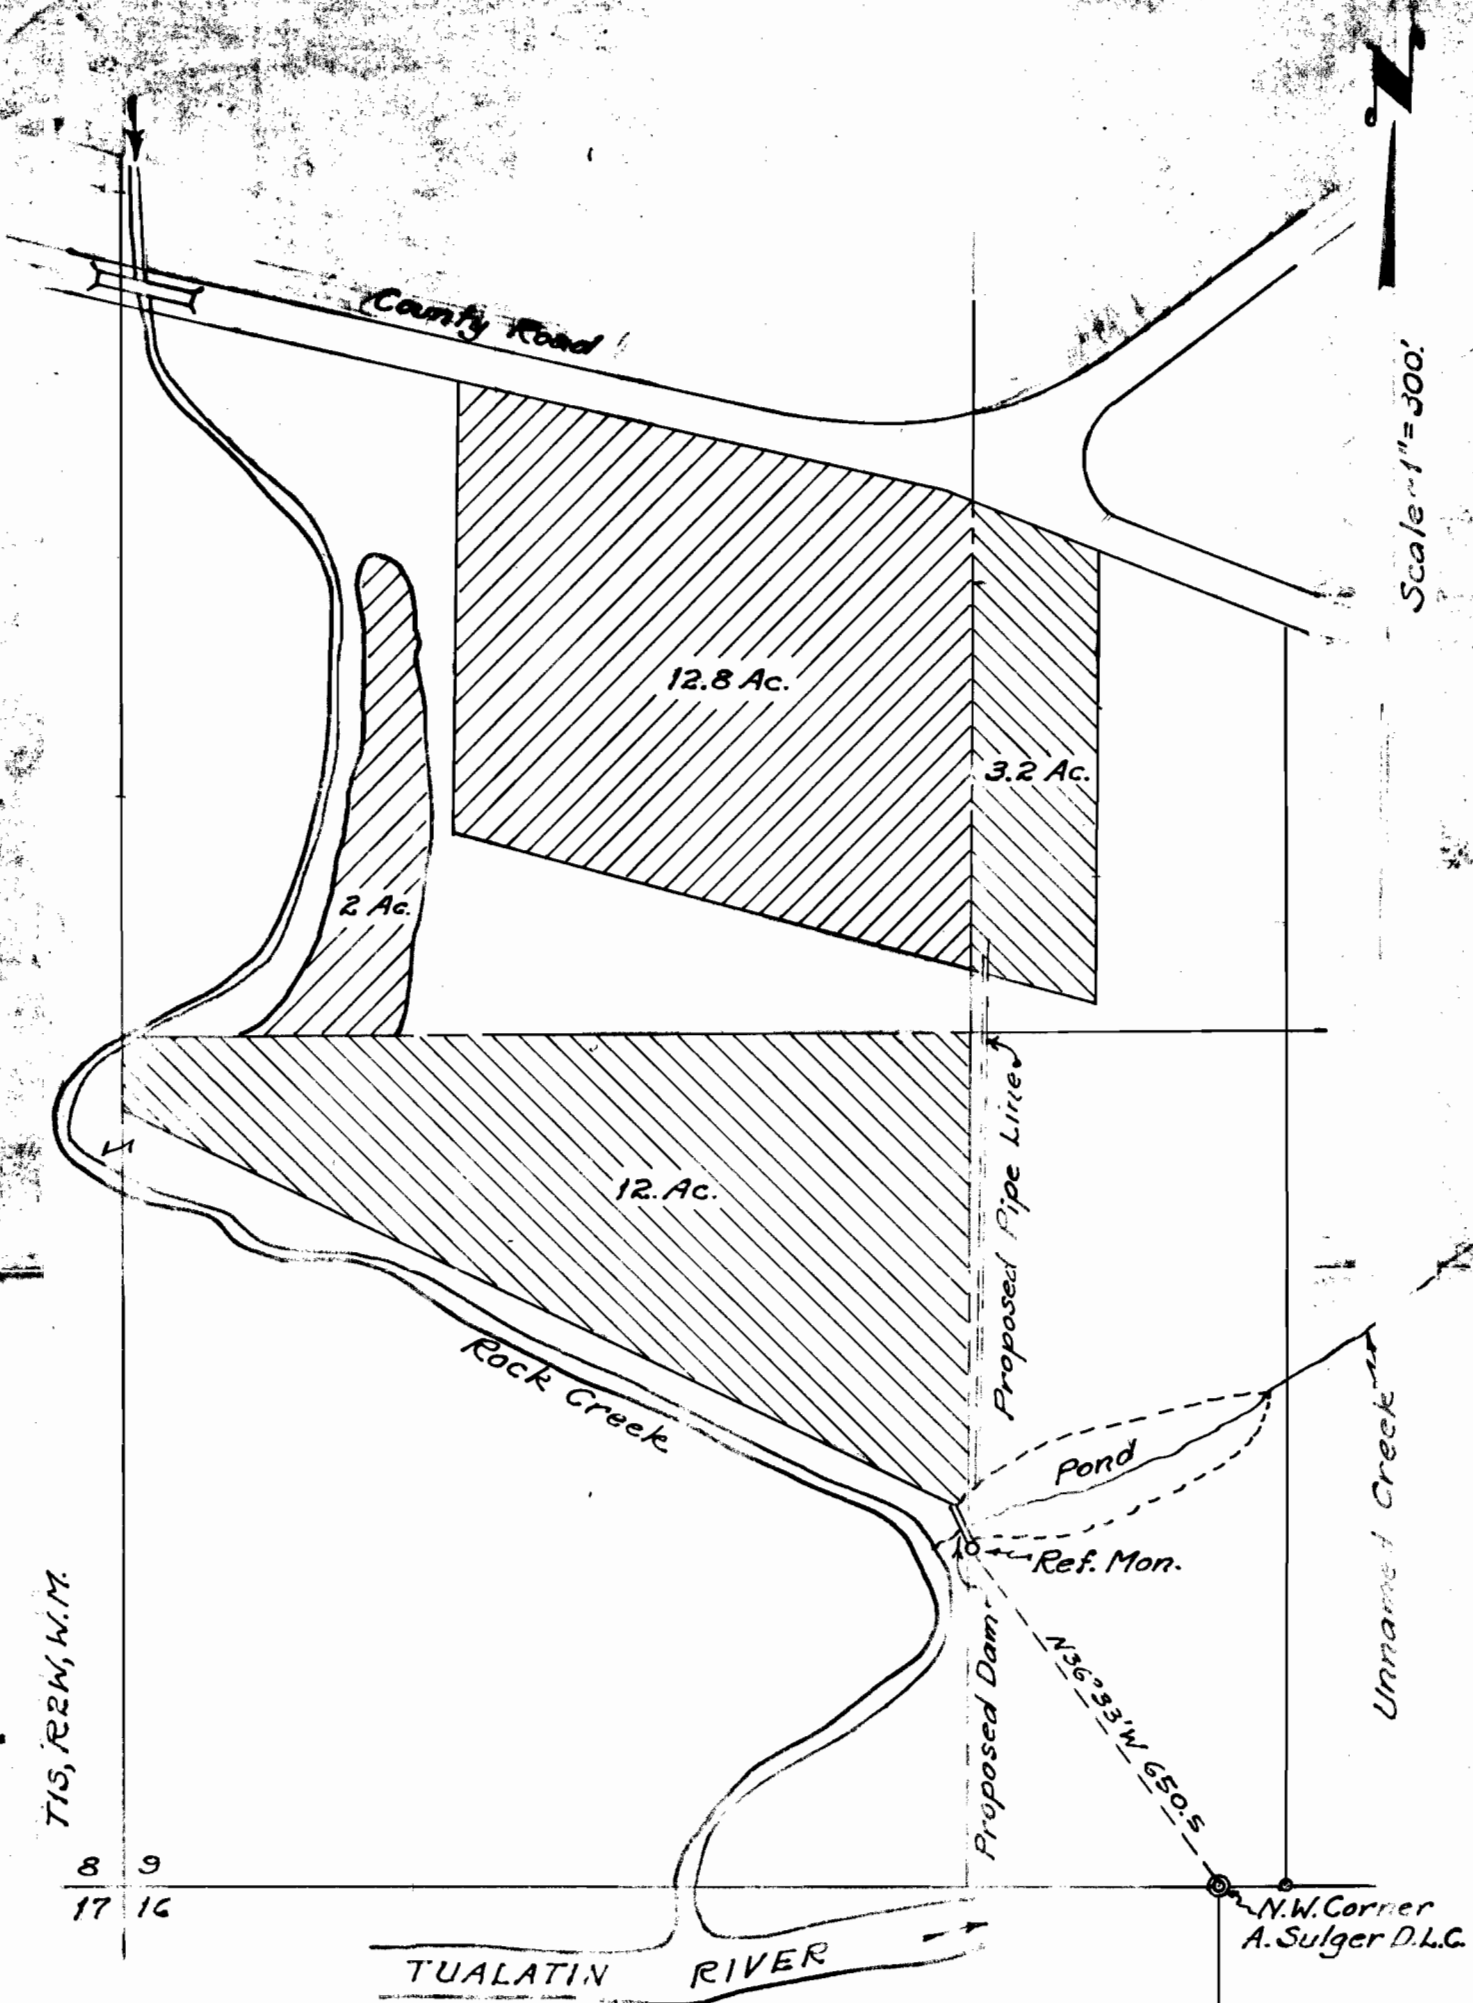 County Road
Scale-1"=300'.
12.8 Ac.
3.2 Ac.
2 Ac.
12. Ac.
Proposed Pipe Line
Rock Creek
Pond
Ref. Mon.
Unnamed Creek
T1S, R2W, W.M.
Proposed Dam
N36°33'W 650.5
8 9
17 16
N.W. Corner
A. Sulger D.L.C.
TUALATIN RIVER